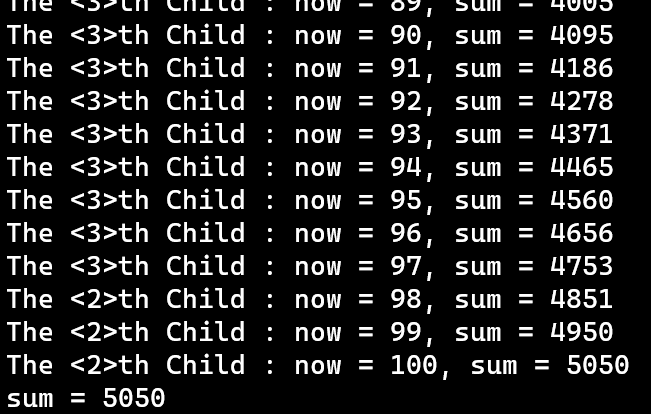 The <3>th Child : now = 89, sum = 4005
The <3>th Child : now = 90, sum = 4095
The <3>th Child : now = 91, sum = 4186
The <3>th Child : now = 92, sum = 4278
The <3>th Child : now = 93, sum = 4371
The <3>th Child : now = 94, sum = 4465
The <3>th Child : now = 95, sum = 4560
The <3>th Child : now = 96, sum = 4656
The <3>th Child : now = 97, sum = 4753
The <2>th Child : now = 98, sum = 4851
The <2>th Child : now = 99, sum = 4950
The <2>th Child : now = 100, sum = 5050
sum = 5050